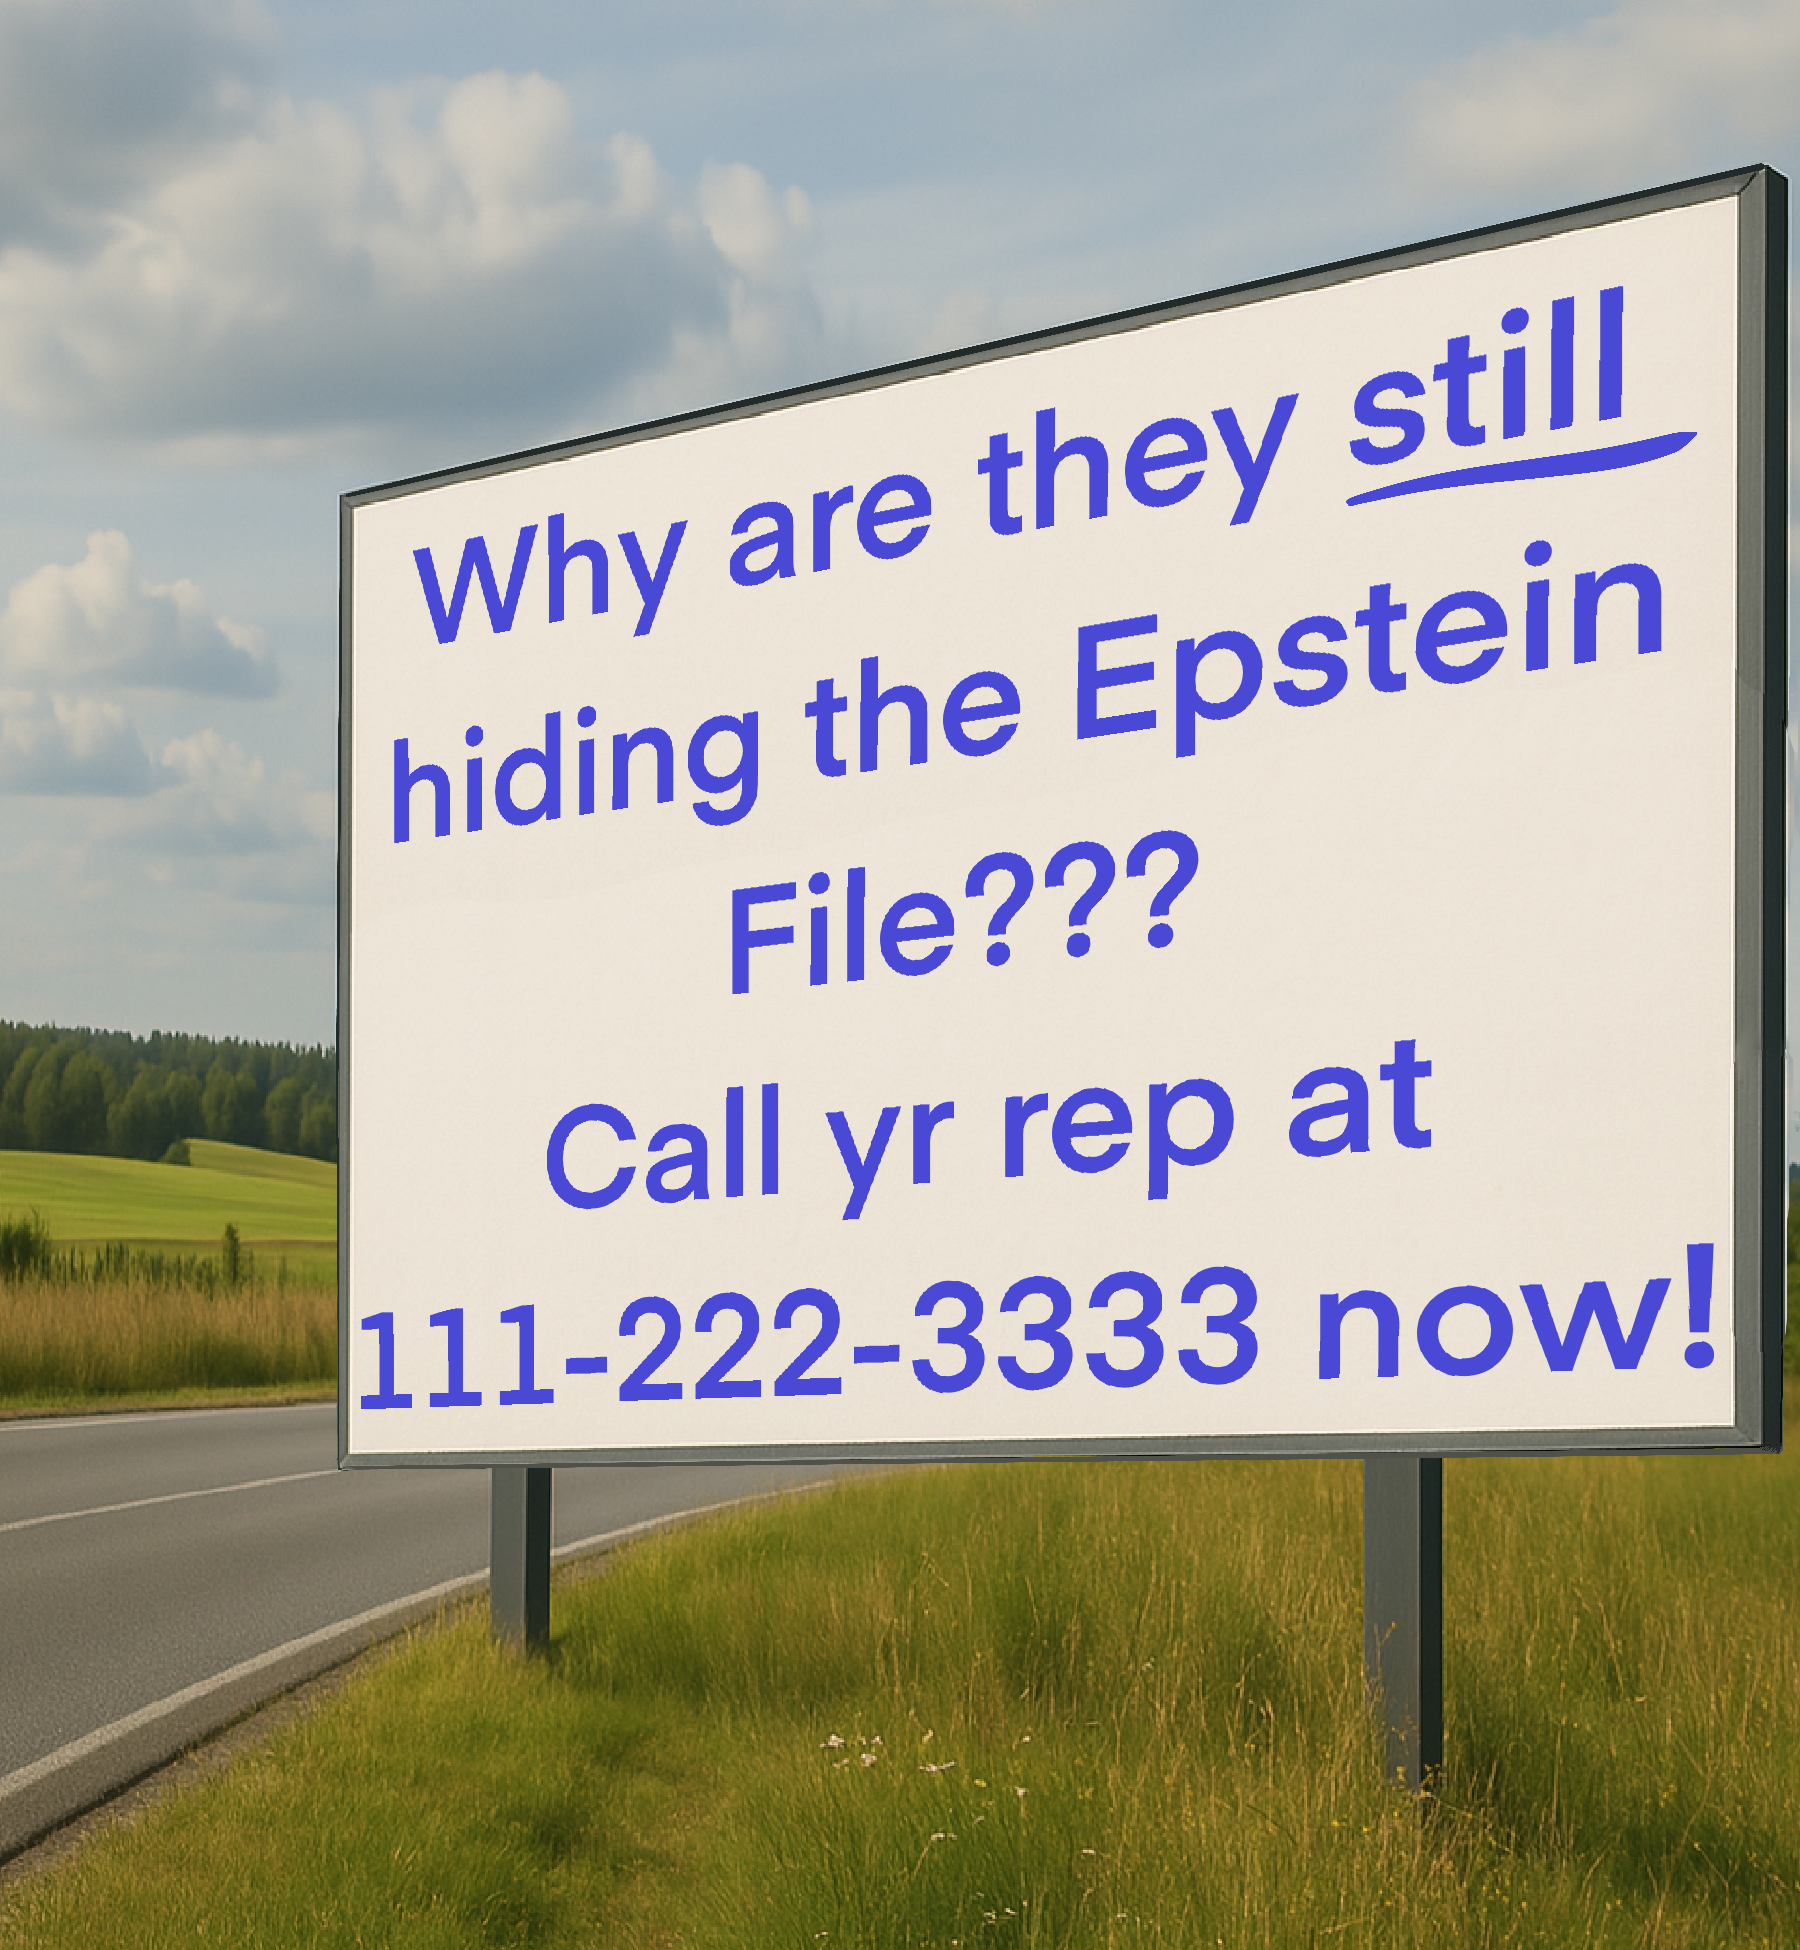 Why are they still
hiding the Epstein
File???
Call yr rep at
111-222-3333 now!